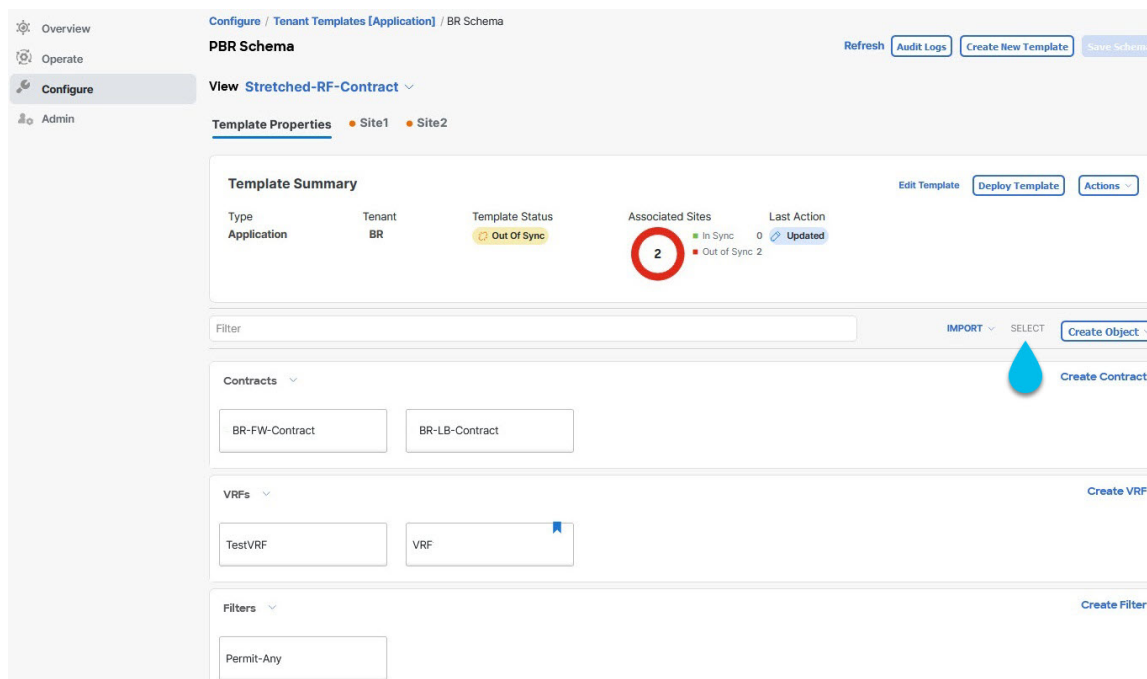 Overview
Operate
Configure
Admin
Configure / Tenant Templates [Application] / BR Schema
PBR Schema
Refresh Audit Logs Create New Template Save Schema
View Stretched-RF-Contract
Template Properties Site1 Site2
Template Summary
Edit Template Deploy Template Actions
Type Tenant Template Status Associated Sites Last Action
Application BR Out Of Sync 2 In Sync 0 Updated
Out of Sync 2
Filter
IMPORT SELECT Create Object
Contracts
Create Contract
BR-FW-Contract BR-LB-Contract
VRFs
Create VRF
TestVRF VRF
Filters
Create Filter
Permit-Any